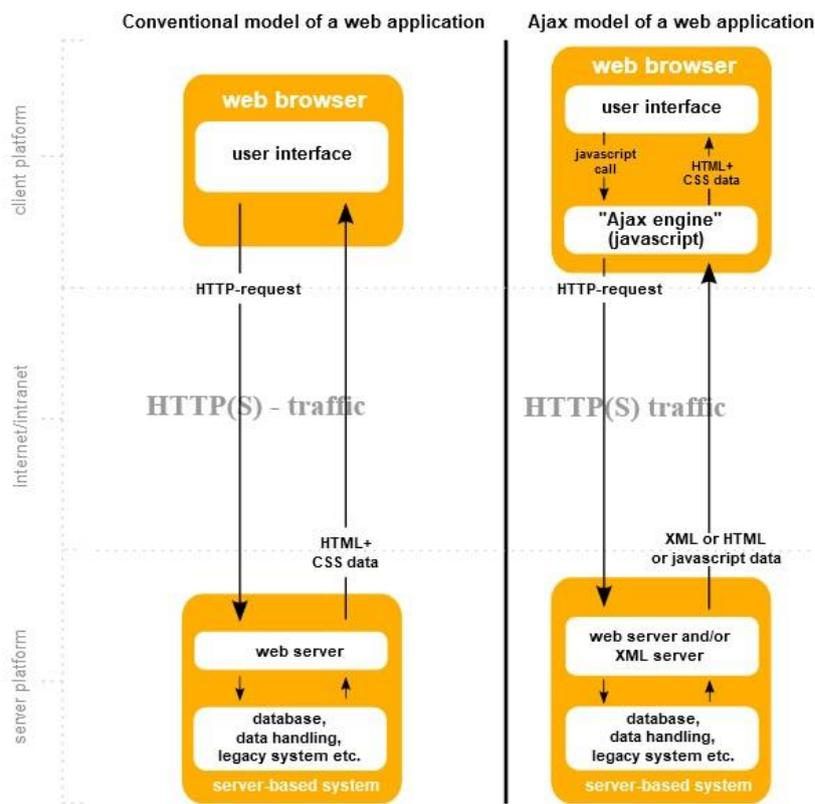 Conventional model of a web application
web browser
user interface
HTTP-request
HTTP(S) - traffic
HTML+
CSS data
web server
database,
data handling,
legacy system etc.
server-based system
Ajax model of a web application
web browser
user interface
javascript
call
HTML+
CSS data
"Ajax engine"
(javascript)
HTTP-request
HTTP(S) traffic
XML or HTML
or javascript data
web server and/or
XML server
database,
data handling,
legacy system etc.
server-based system
client platform
internet/intranet
server platform